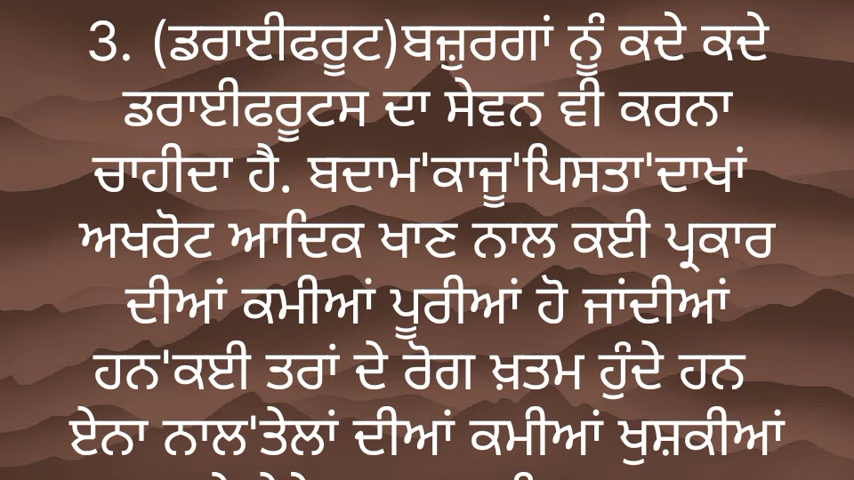 3. (ਡਰਾਈਫਰੂਟ)ਬਜ਼ੁਰਗਾਂ ਨੂੰ ਕਦੇ ਕਦੇ
ਡਰਾਈਫਰੂਟਸ ਦਾ ਸੇਵਨ ਵੀ ਕਰਨਾ
ਚਾਹੀਦਾ ਹੈ. ਬਦਾਮ'ਕਾਜੂ'ਪਿਸਤਾ'ਦਾਖਾਂ
ਅਖਰੋਟ ਆਦਿਕ ਖਾਣ ਨਾਲ ਕਈ ਪ੍ਰਕਾਰ
ਦੀਆਂ ਕਮੀਆਂ ਪੂਰੀਆਂ ਹੋ ਜਾਂਦੀਆਂ
ਹਨ'ਕਈ ਤਰਾਂ ਦੇ ਰੋਗ ਖ਼ਤਮ ਹੁੰਦੇ ਹਨ
ਏਨਾ ਨਾਲ'ਤੇਲਾਂ ਦੀਆਂ ਕਮੀਆਂ ਖੁਸ਼ਕੀਆਂ